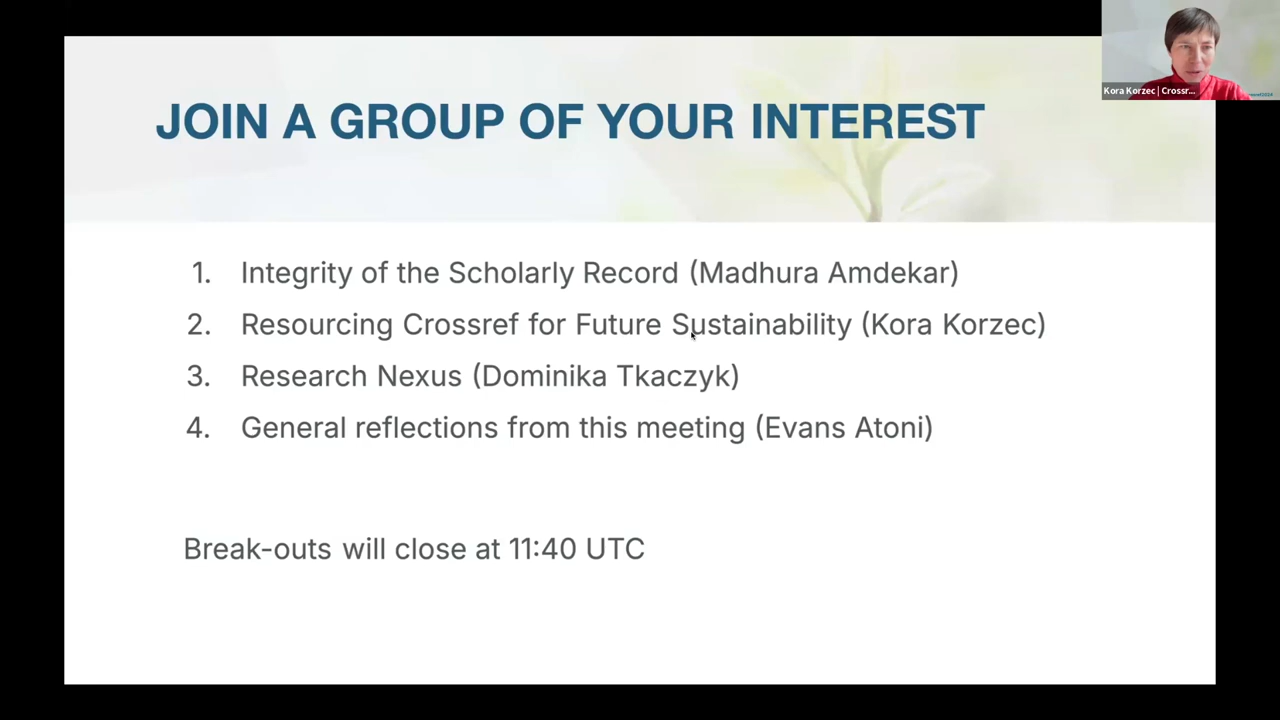 JOIN A GROUP OF YOUR INTEREST
Kora Korzec | Crossr...
1. Integrity of the Scholarly Record (Madhura Amdekar)
2. Resourcing Crossref for Future Sustainability (Kora Korzec)
3. Research Nexus (Dominika Tkaczyk)
4. General reflections from this meeting (Evans Atoni)
Break-outs will close at 11:40 UTC